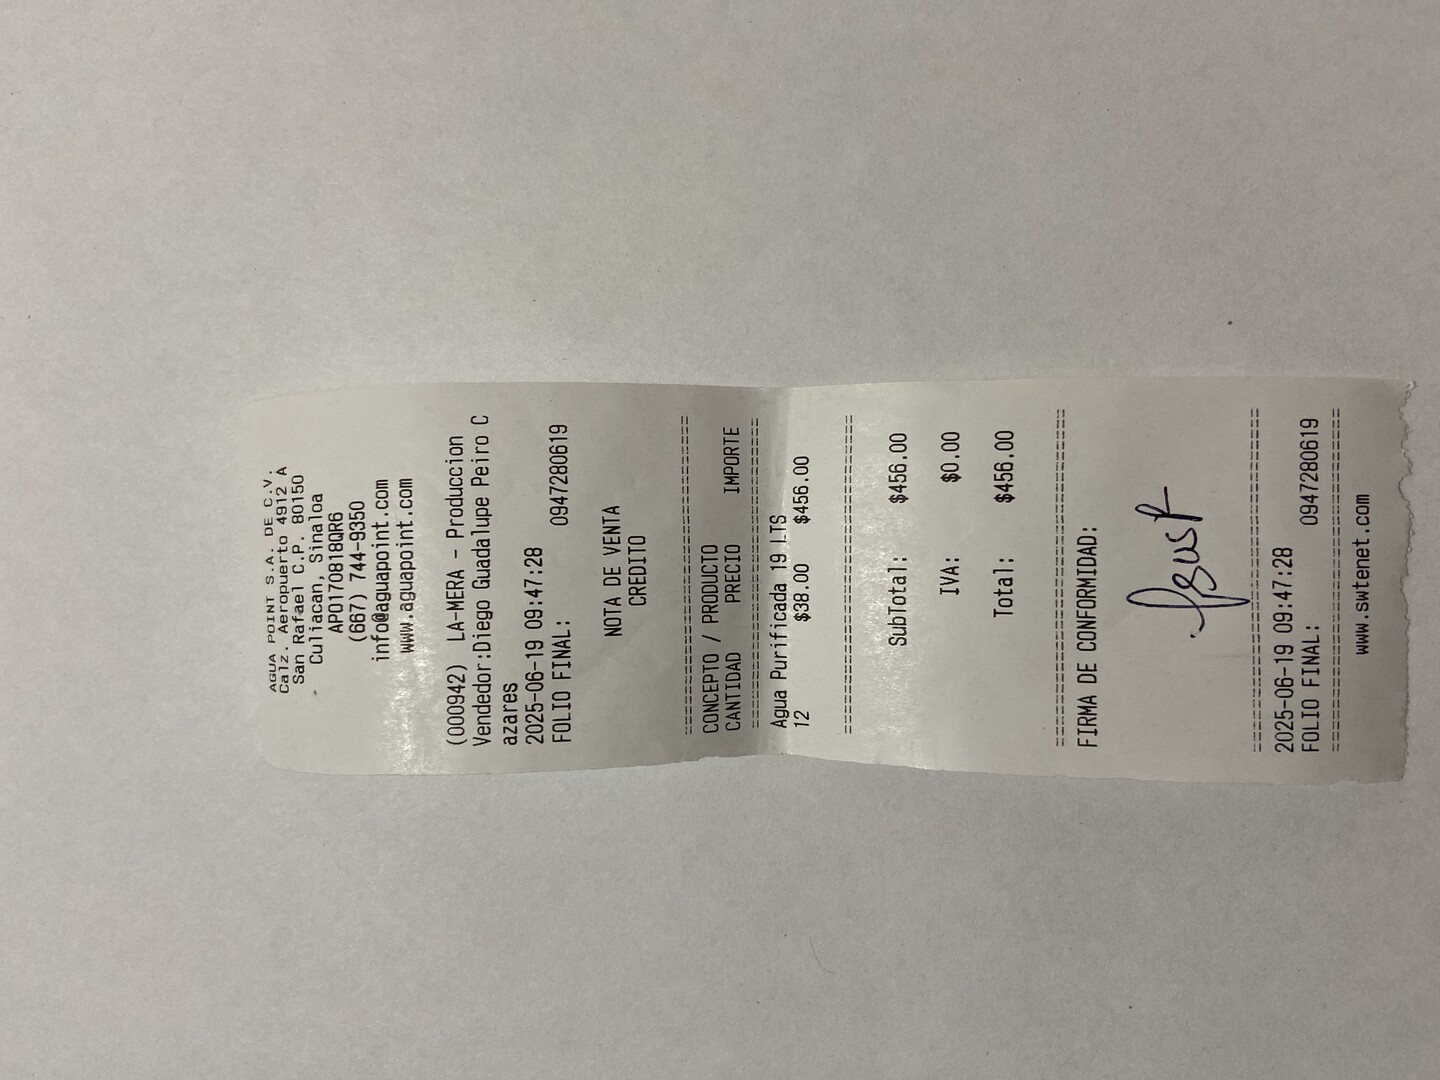 AGUA POINT S.A. DE C.V.
Calz. Aeropuerto 4912 A
San Rafael C.P. 80150
Culiacan, Sinaloa
APO170818QR6
(667) 744-9350
info@aguapoint.com
www.aguapoint.com
(000942) LA-MERA - Produccion
Vendedor:Diego Guadalupe Peiro C
azares
2025-06-19 09:47:28
FOLIO FINAL: 0947280619
NOTA DE VENTA
CREDITO
================================
CONCEPTO / PRODUCTO
CANTIDAD PRECIO IMPORTE
================================
Agua Purificada 19 LTS
12 $38.00 $456.00
================================
SubTotal: $456.00
IVA: $0.00
Total: $456.00
================================
FIRMA DE CONFORMIDAD:
================================
2025-06-19 09:47:28
FOLIO FINAL: 0947280619
================================
www.swtenet.com